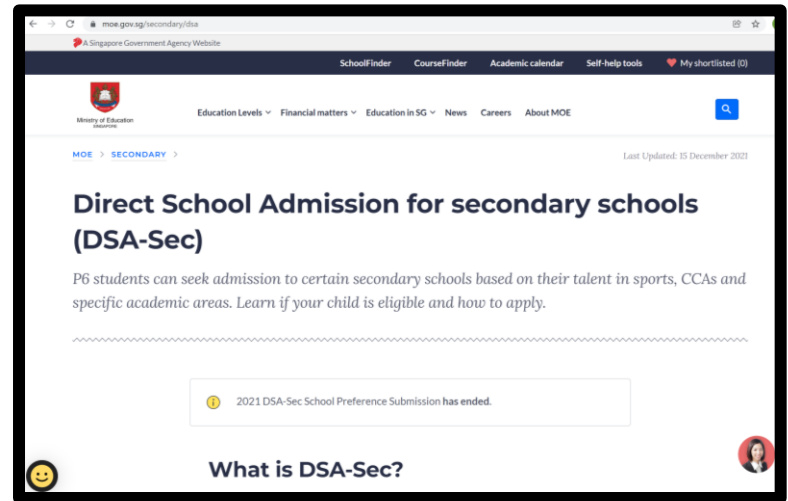 moe.gov.sg/secondary/dsa
A Singapore Government Agency Website
SchoolFinder CourseFinder Academic calendar Self-help tools My shortlisted (0)
Ministry of Education
SINGAPORE
Education Levels Financial matters Education in SG News Careers About MOE
MOE > SECONDARY >
Last Updated: 15 December 2021
Direct School Admission for secondary schools
(DSA-Sec)
P6 students can seek admission to certain secondary schools based on their talent in sports, CCAs and
specific academic areas. Learn if your child is eligible and how to apply.
2021 DSA-Sec School Preference Submission has ended.
What is DSA-Sec?